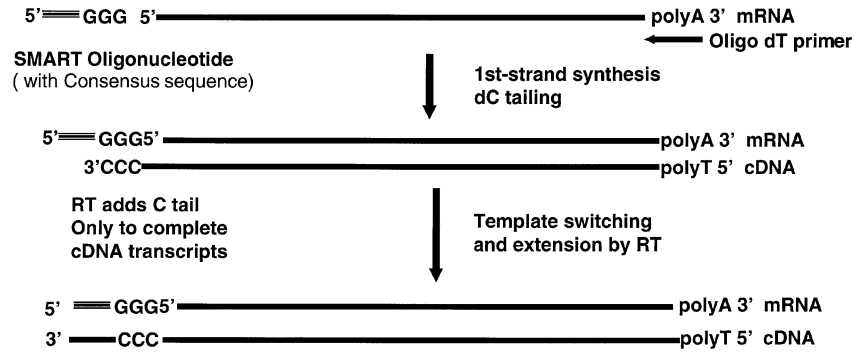 5’ GGG 5’ polyA 3’ mRNA
Oligo dT primer
SMART Oligonucleotide
( with Consensus sequence)
1st-strand synthesis
dC tailing
5’ GGG5’ polyA 3’ mRNA
3’CCC polyT 5’ cDNA
RT adds C tail
Only to complete
cDNA transcripts
Template switching
and extension by RT
5’ GGG5’ polyA 3’ mRNA
3’ CCC polyT 5’ cDNA